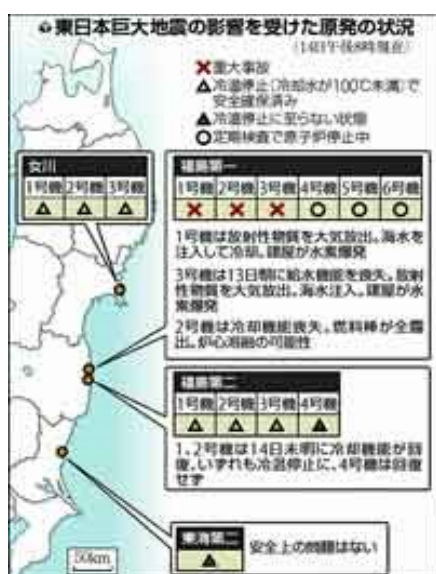 東日本巨大地震の影響を受けた原発の状況
(14日午後8時現在)
×重大事故
△冷温停止(冷却水が100℃未満)で
安全確保済み
▲冷温停止に至らない状態
○定期検査で原子炉停止中
女川
1号機 2号機 3号機
△ △ △
福島第一
1号機 2号機 3号機 4号機 5号機 6号機
× × × ○ ○ ○
1号機は放射性物質を大気放出。海水を
注入して冷却。建屋が水素爆発
3号機は13日朝に給水機能を喪失。放射
性物質を大気放出。海水注入。建屋が水
素爆発
2号機は冷却機能喪失。燃料棒が全露
出。炉心溶融の可能性
福島第二
1号機 2号機 3号機 4号機
△ △ △ ▲
1、2号機は14日未明に冷却機能が回
復。いずれも冷温停止に、4号機は回復
せず
東海第二
△
安全上の問題はない
50km